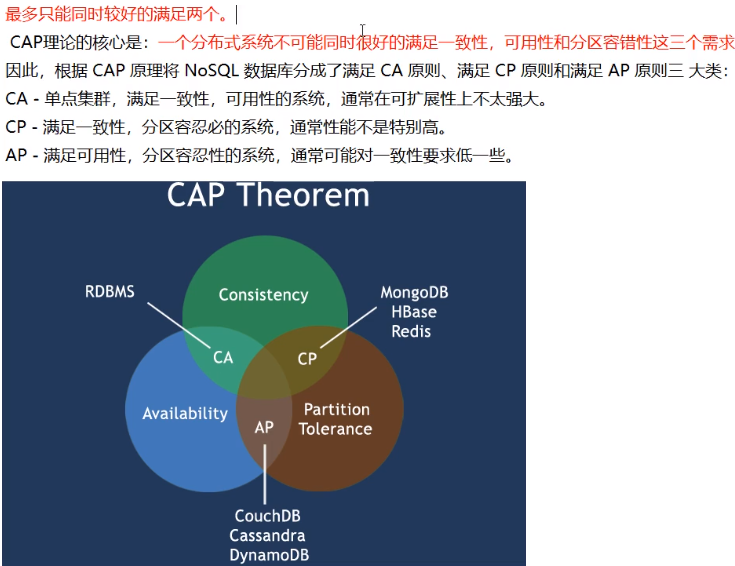 最多只能同时较好的满足两个。
CAP理论的核心是：一个分布式系统不可能同时很好的满足一致性，可用性和分区容错性这三个需求
因此，根据 CAP 原理将 NoSQL 数据库分成了满足 CA 原则、满足 CP 原则和满足 AP 原则三 大类：
CA - 单点集群，满足一致性，可用性的系统，通常在可扩展性上不太强大。
CP - 满足一致性，分区容忍必的系统，通常性能不是特别高。
AP - 满足可用性，分区容忍性的系统，通常可能对一致性要求低一些。
CAP Theorem
RDBMS
Consistency
MongoDB
HBase
Redis
CA
CP
Availability
Partition
Tolerance
AP
CouchDB
Cassandra
DynamoDB